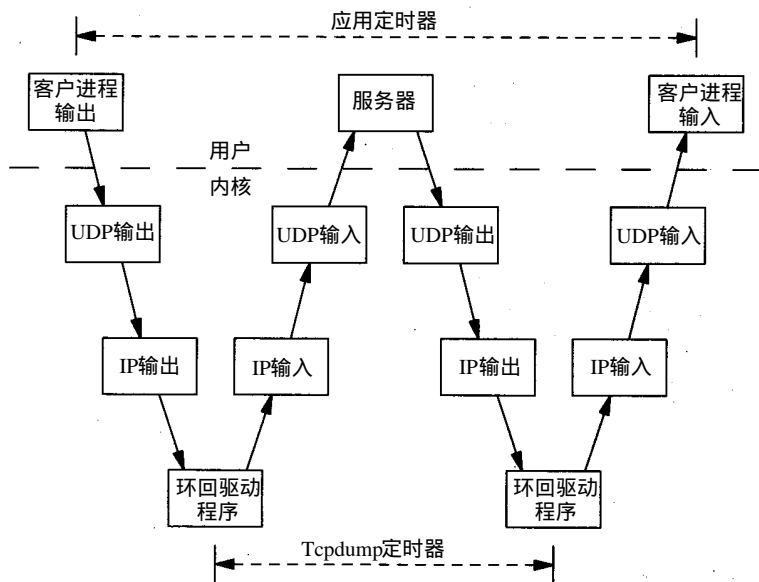 应用定时器
客户进程
输出
服务器
客户进程
输入
用户
内核
UDP输出
UDP输入
UDP输出
UDP输入
IP输出
IP输入
IP输出
IP输入
环回驱动
程序
环回驱动
程序
Tcpdump定时器